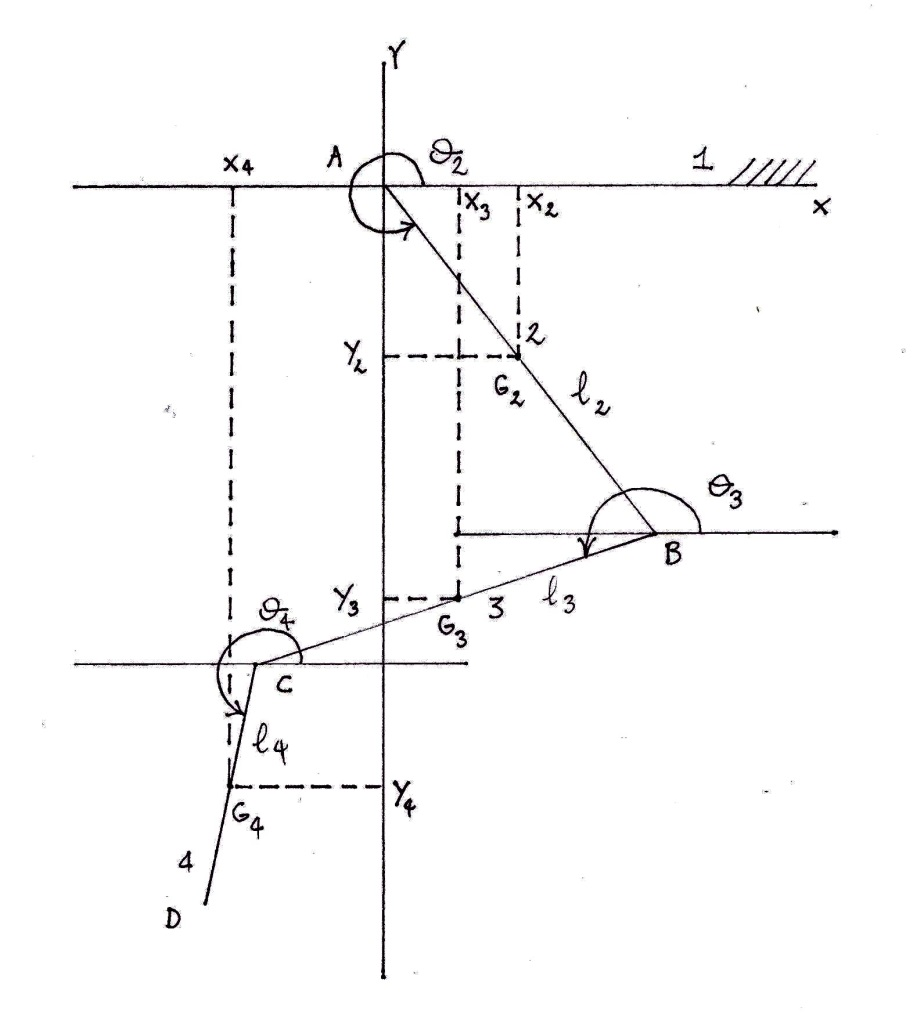 Y
x₄
A
ϑ₂
1
x₃
x₂
x
Y₂
2
G₂
l₂
Θ₃
B
Y₃
G₃
3
l₃
ϑ₄
C
l₄
G₄
Y₄
4
D